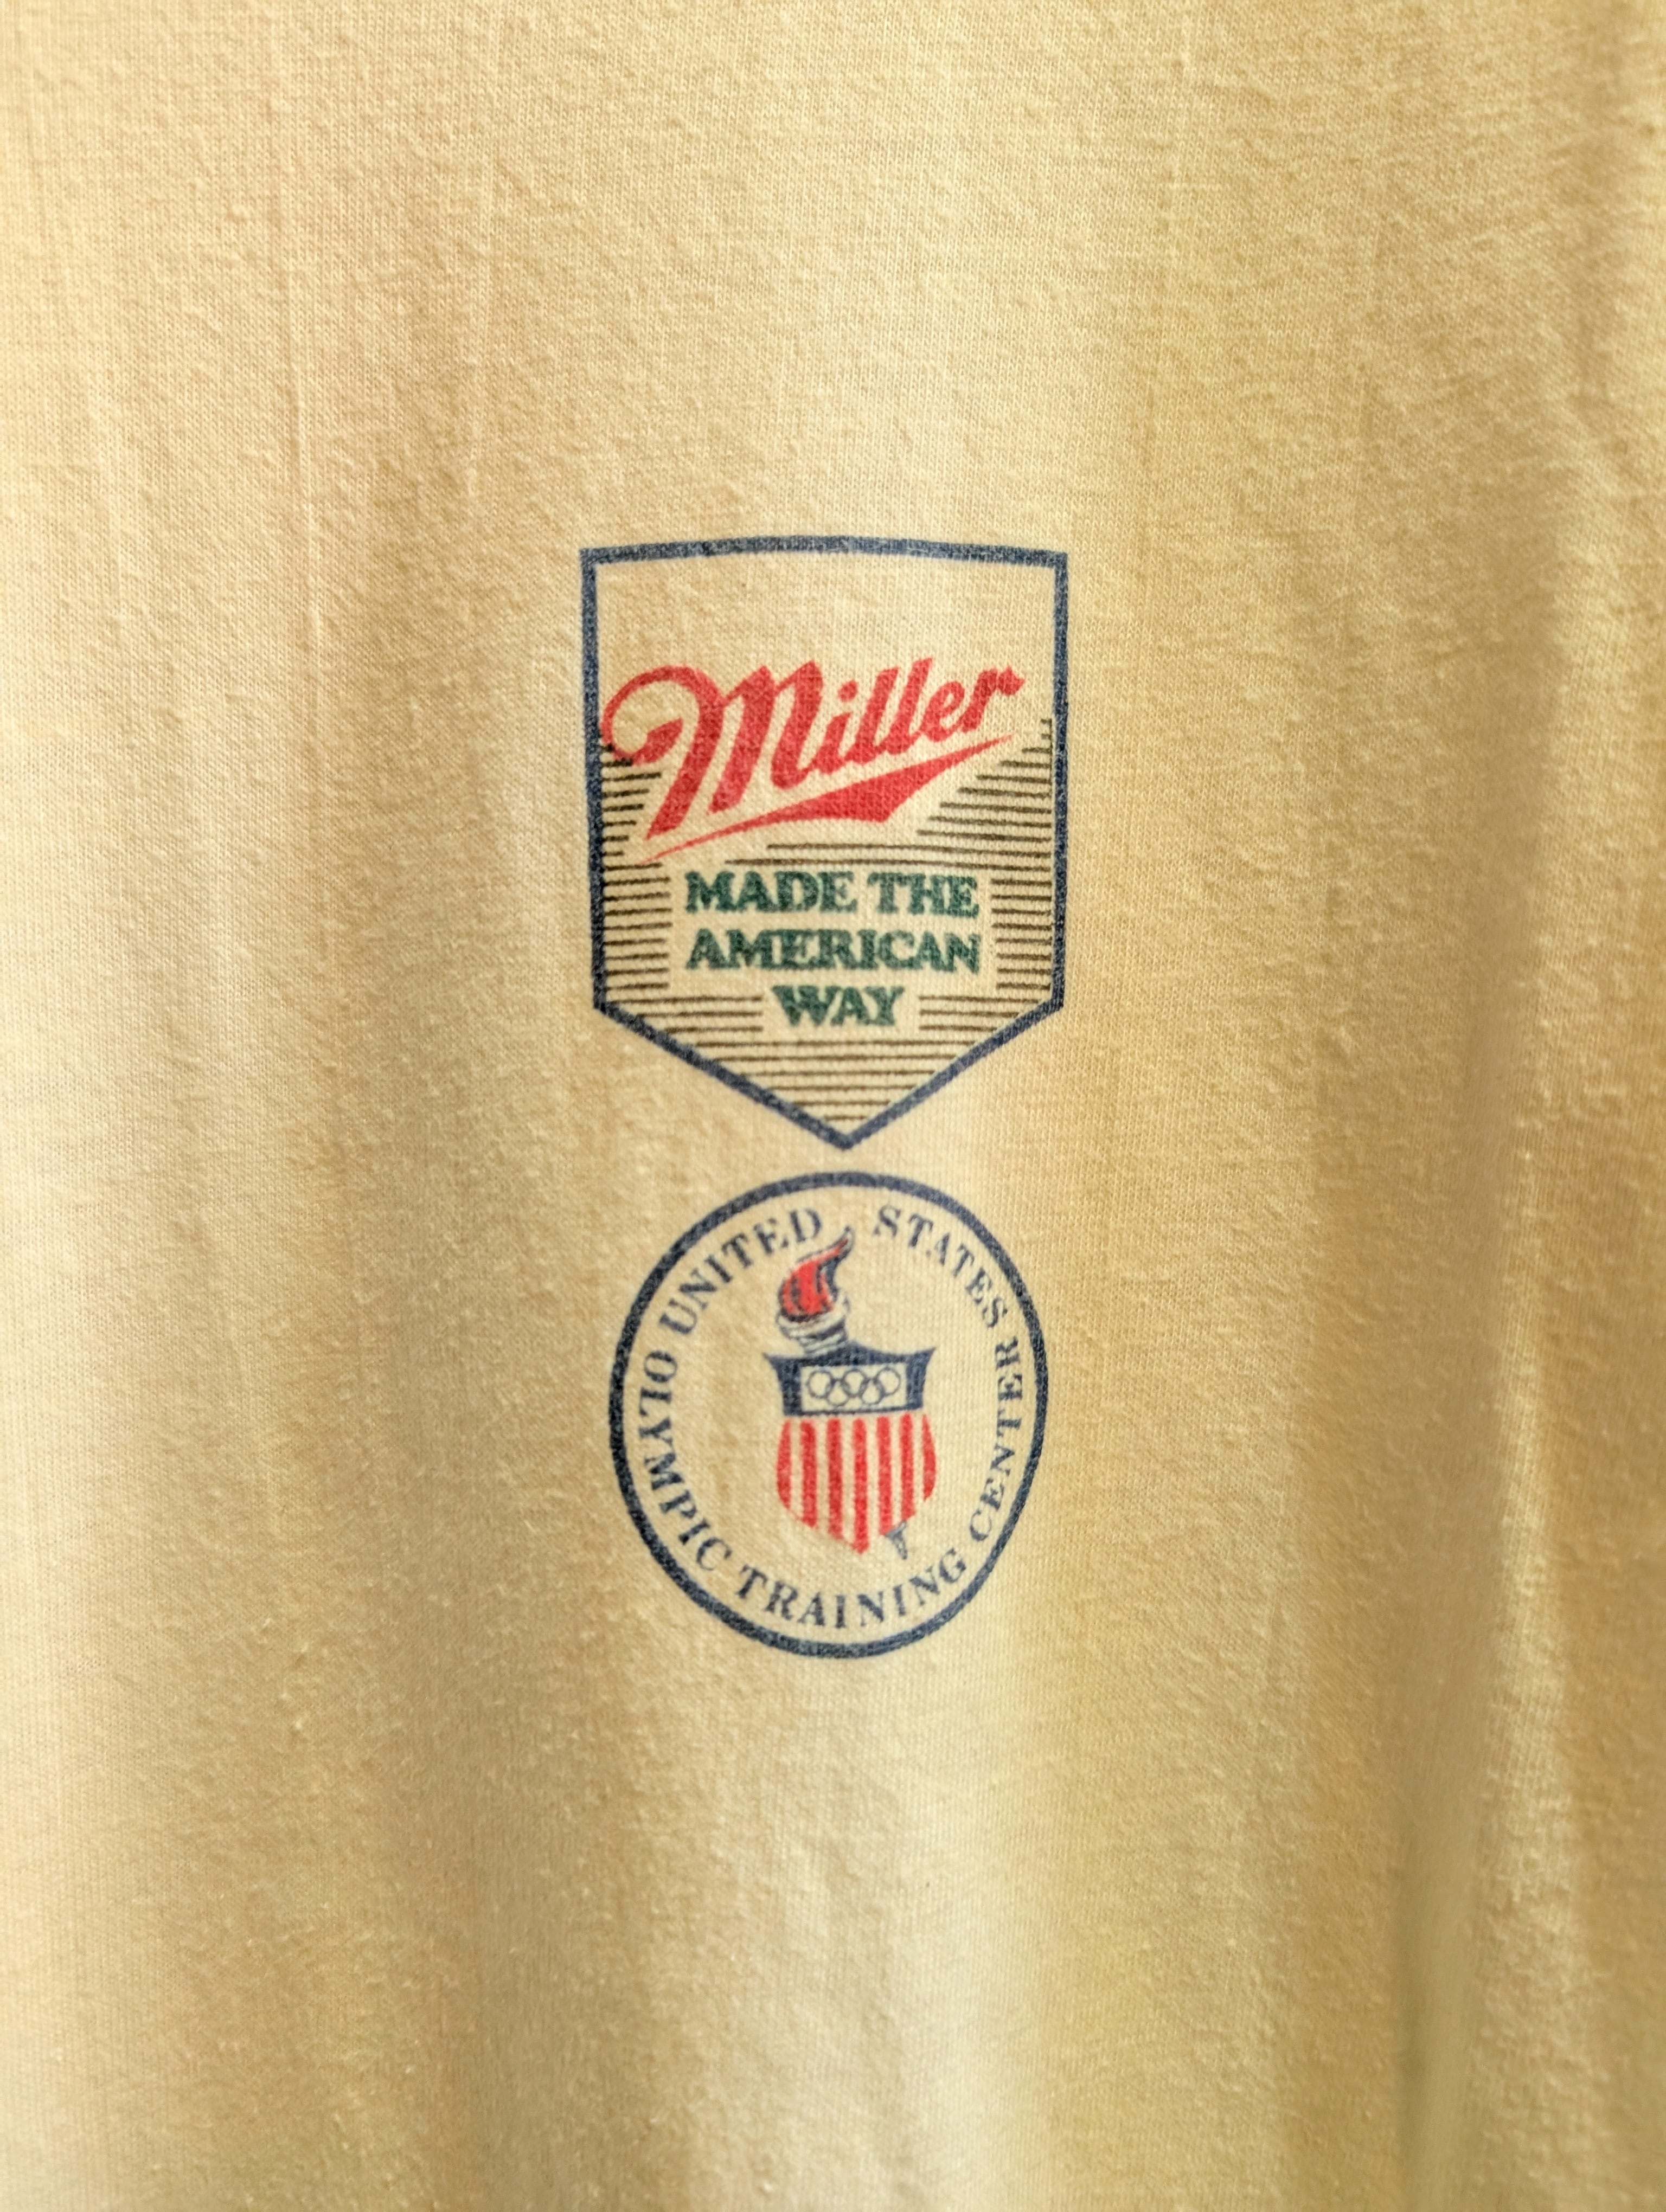 Miller
MADE THE
AMERICAN
WAY
UNITED STATES
OLYMPIC TRAINING CENTER